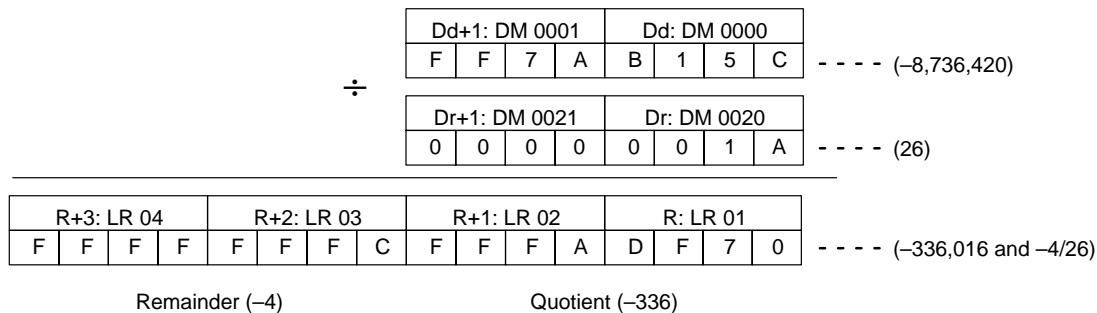 Dd+1: DM 0001 Dd: DM 0000
F F 7 A B 1 5 C - - - - (–8,736,420)
÷
Dr+1: DM 0021 Dr: DM 0020
0 0 0 0 0 0 1 A - - - - (26)
R+3: LR 04 R+2: LR 03 R+1: LR 02 R: LR 01
F F F F F F F C F F F A D F 7 0 - - - - (–336,016 and –4/26)
Remainder (–4) Quotient (–336)